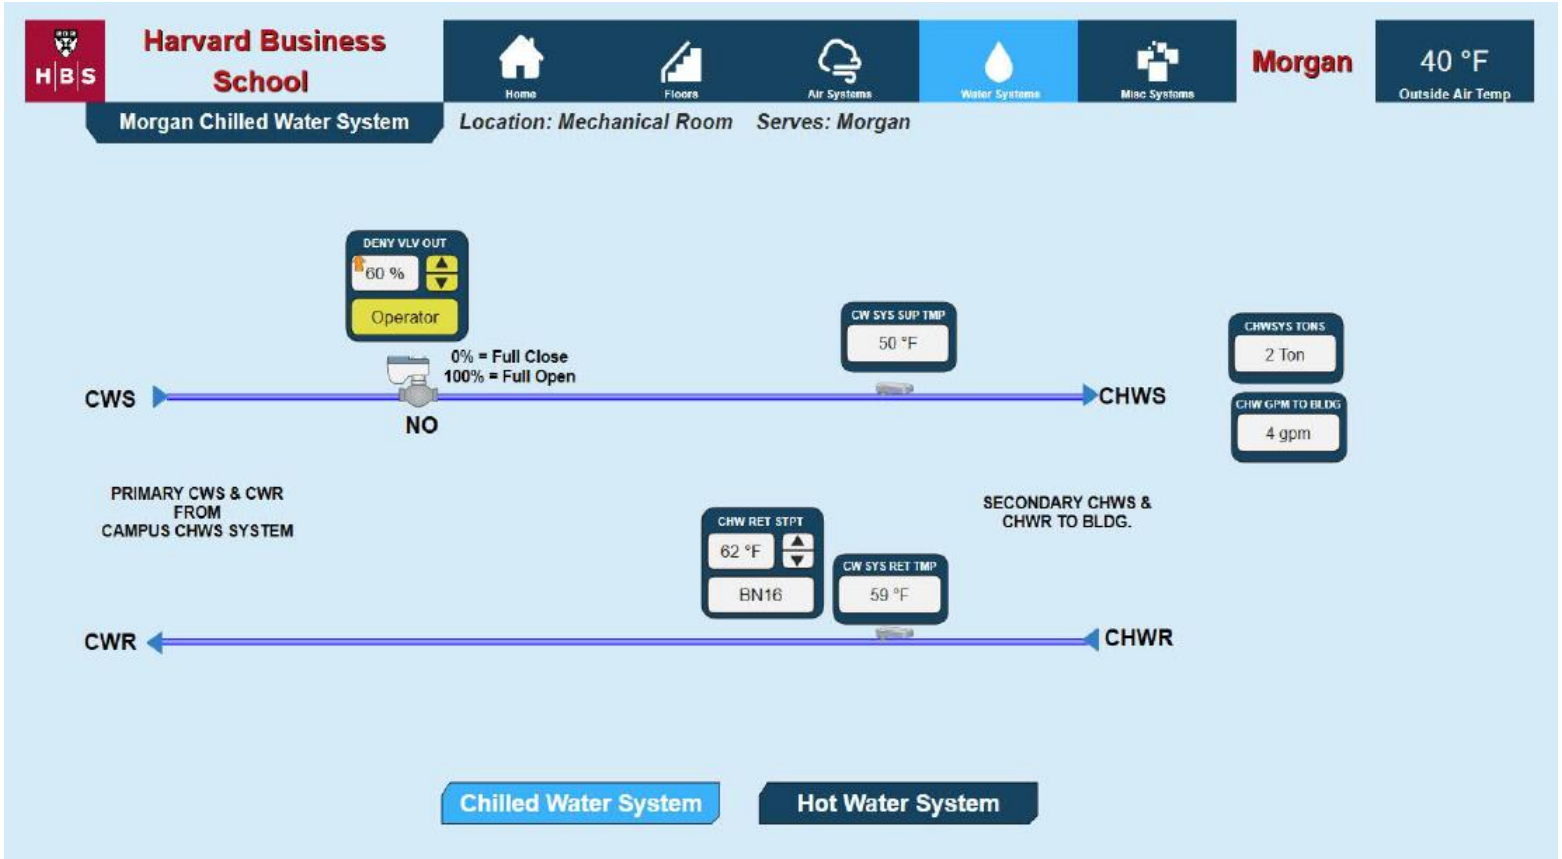 Harvard Business
School
H|B|S
Home
Floors
Air Systems
Water Systems
Misc Systems
Morgan
40 °F
Outside Air Temp
Morgan Chilled Water System
Location: Mechanical Room Serves: Morgan
DENY VLV OUT
60 %
Operator
0% = Full Close
100% = Full Open
CWS
NO
CW SYS SUP TMP
50 °F
CHWS
CHWSYS TONS
2 Ton
CHW GPM TO BLDG
4 gpm
PRIMARY CWS & CWR
FROM
CAMPUS CHWS SYSTEM
SECONDARY CHWS &
CHWR TO BLDG.
CHW RET STPT
62 °F
BN16
CW SYS RET TMP
59 °F
CWR
CHWR
Chilled Water System
Hot Water System